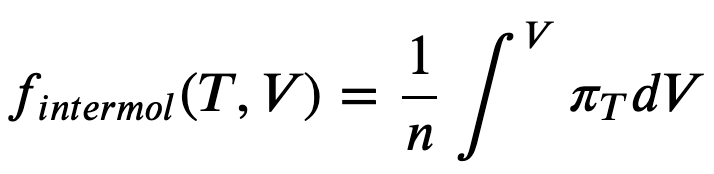 f_{intermol}(T, V) = \frac{1}{n} \int^{V} \pi_T dV